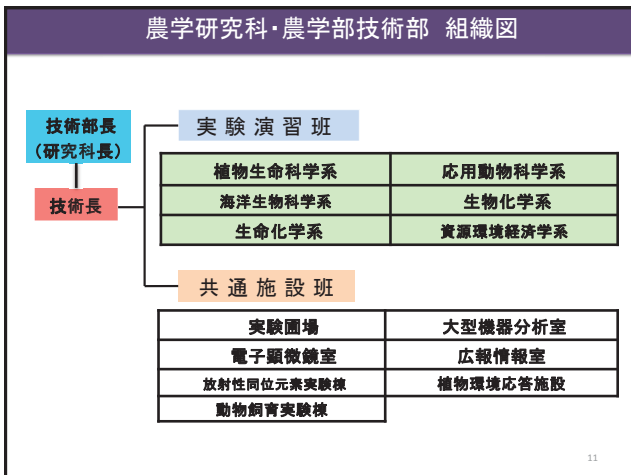 農学研究科・農学部技術部 組織図
技術部長
(研究科長)
技術長
実験演習班
植物生命科学系 応用動物科学系
海洋生物科学系 生物化学系
生命化学系 資源環境経済学系
共通施設班
実験圃場 大型機器分析室
電子顕微鏡室 広報情報室
放射性同位元素実験棟 植物環境応答施設
動物飼育実験棟
11